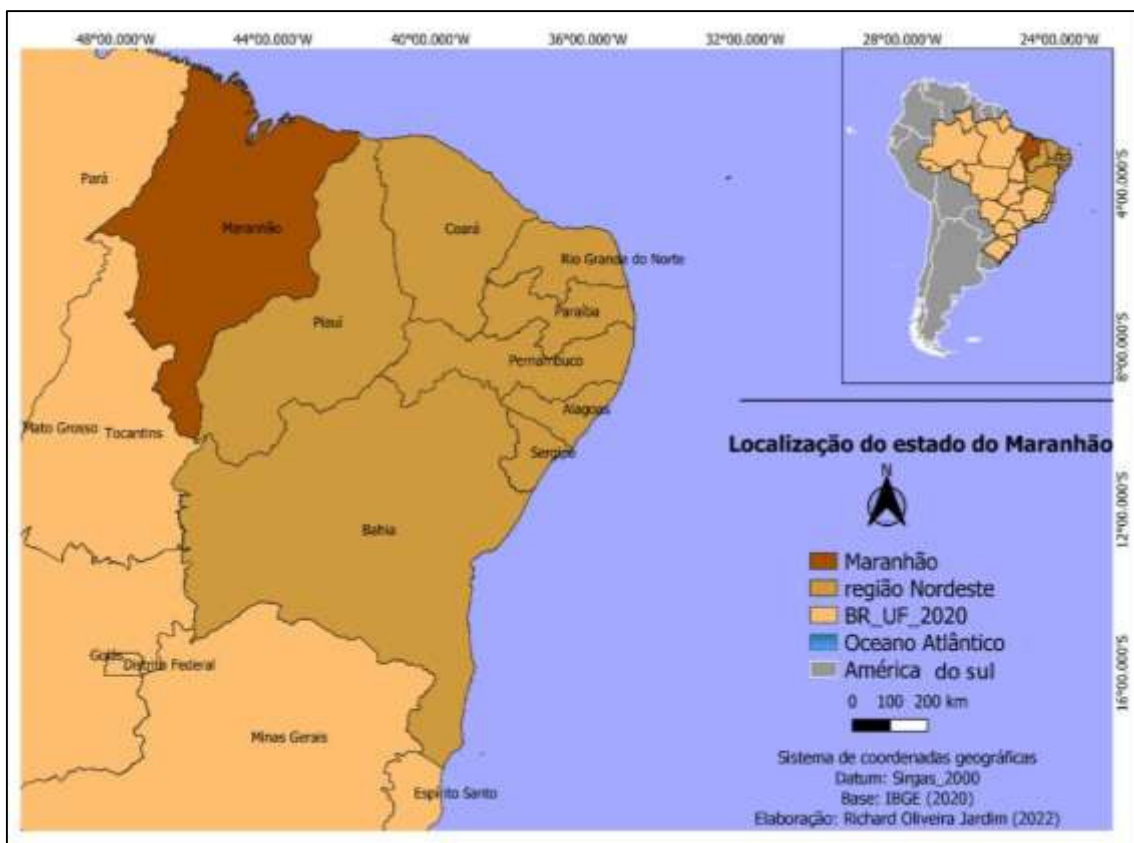 48°00.000'W
44°00.000'W
40°00.000'W
36°00.000'W
32°00.000'W
28°00.000'W
24°00.000'W
4°00.000'S
8°00.000'S
12°00.000'S
16°00.000'S
Pará
Maranhão
Coará
Rio Granda do Norte
Piauí
Paraíba
Pernambuco
Alagoas
Sergipe
Mato Grosso
Tocantins
Bahia
Goiás
Distrito Federal
Minas Gerais
Espírito Santo
Localização do estado do Maranhão
N
Maranhão
região Nordeste
BR_UF_2020
Oceano Atlântico
América do sul
0 100 200 km
Sistema de coordenadas geográficas
Datum: Sirgas_2000
Base: IBGE (2020)
Elaboração: Richard Oliveira Jardim (2022)